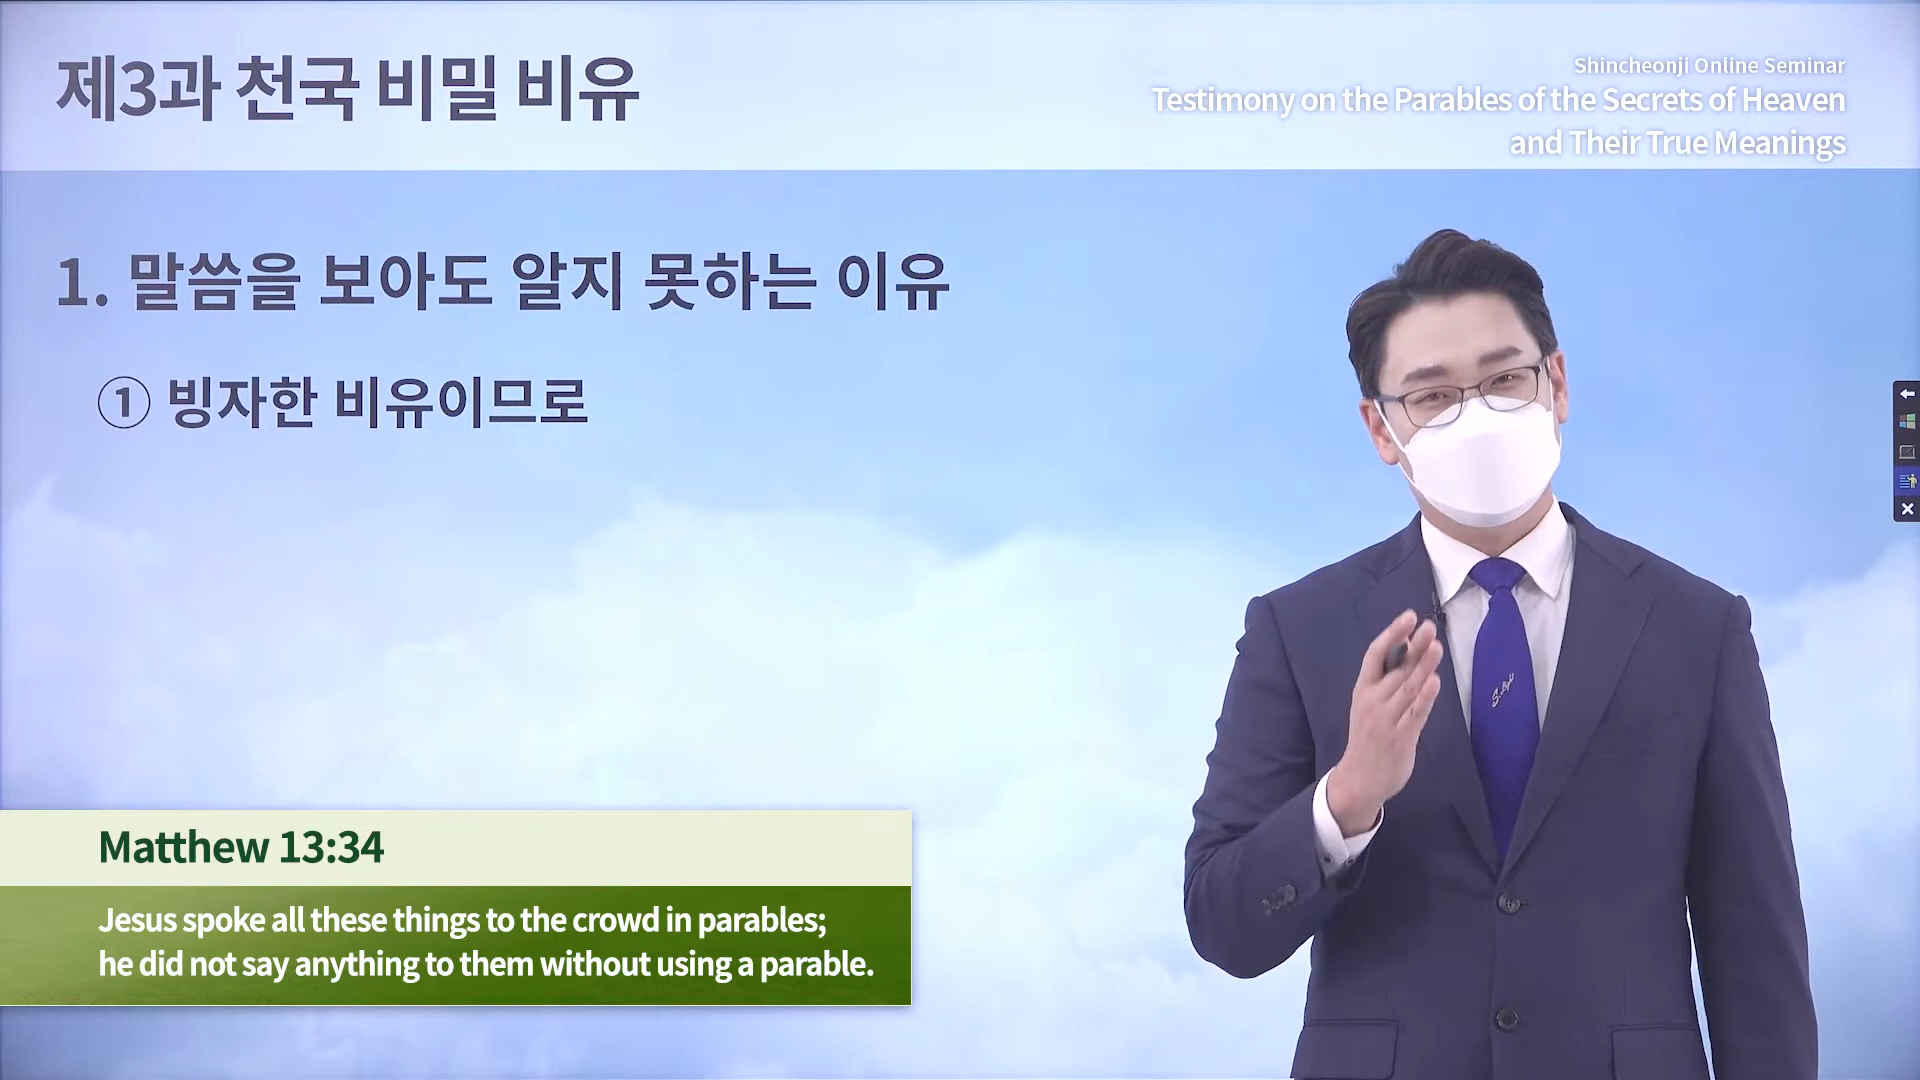 제3과 천국 비밀 비유
Shincheonji Online Seminar
Testimony on the Parables of the Secrets of Heaven
and Their True Meanings
1. 말씀을 보아도 알지 못하는 이유
① 빙자한 비유이므로
Matthew 13:34
Jesus spoke all these things to the crowd in parables;
he did not say anything to them without using a parable.